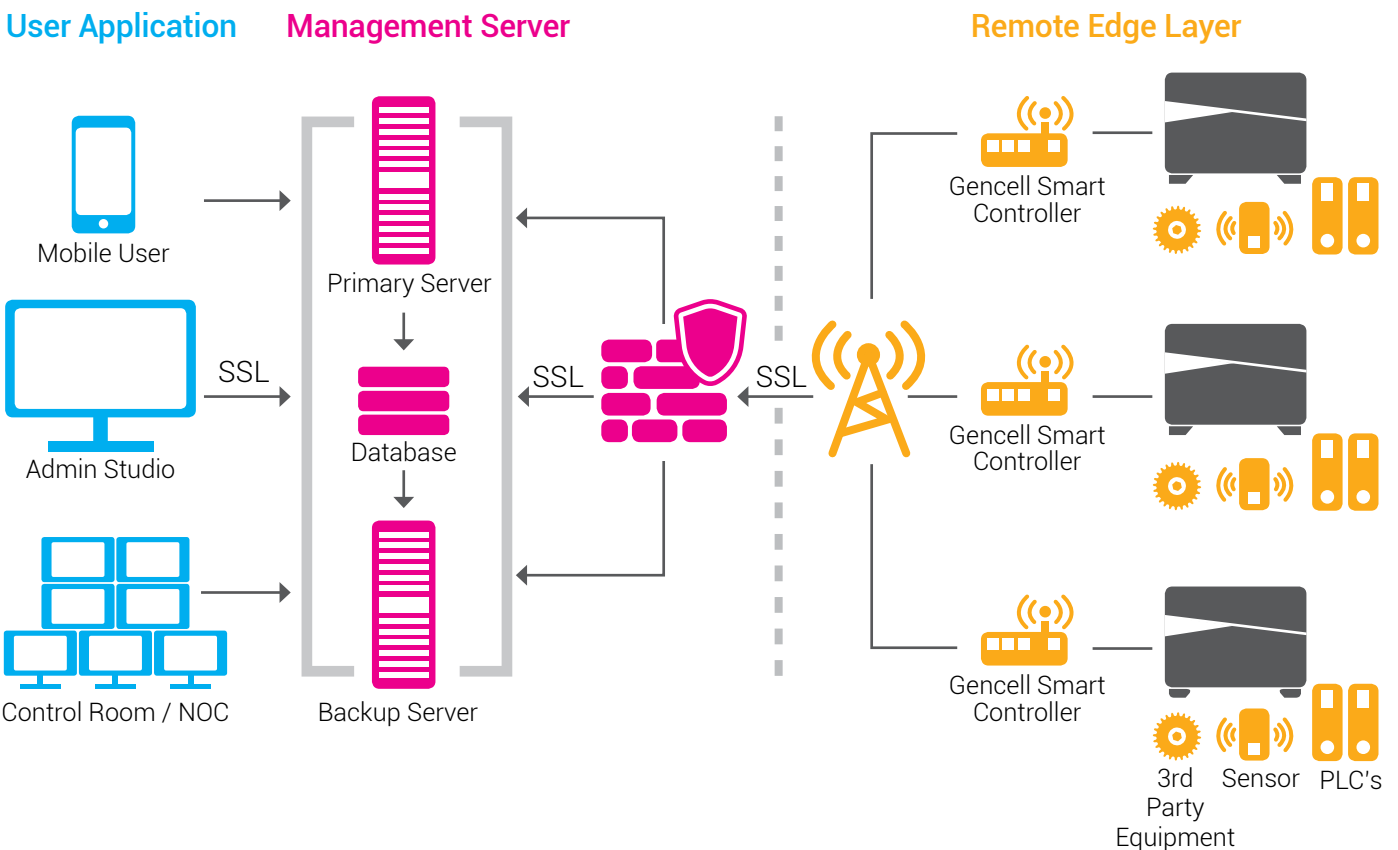 User Application
Management Server
Remote Edge Layer
Mobile User
Primary Server
Gencell Smart
Controller
SSL
SSL
SSL
Admin Studio
Database
Gencell Smart
Controller
Control Room / NOC
Backup Server
Gencell Smart
Controller
3rd
Party
Equipment
Sensor
PLC's